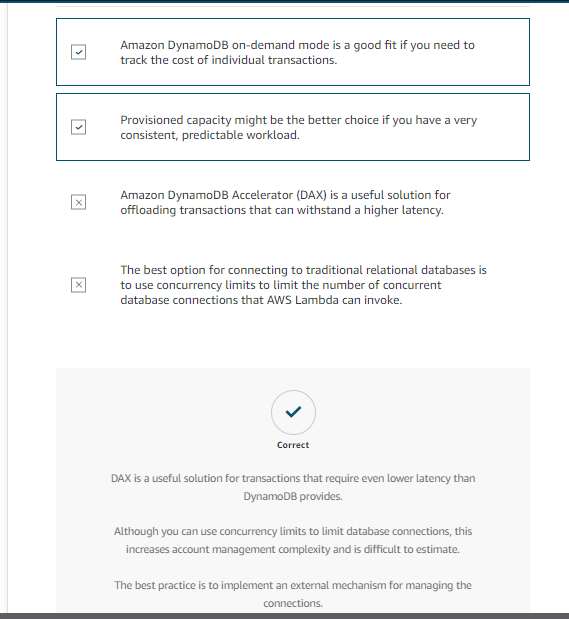 Amazon DynamoDB on-demand mode is a good fit if you need to
track the cost of individual transactions.
Provisioned capacity might be the better choice if you have a very
consistent, predictable workload.
Amazon DynamoDB Accelerator (DAX) is a useful solution for
offloading transactions that can withstand a higher latency.
The best option for connecting to traditional relational databases is
to use concurrency limits to limit the number of concurrent
database connections that AWS Lambda can invoke.
Correct
DAX is a useful solution for transactions that require even lower latency than
DynamoDB provides.
Although you can use concurrency limits to limit database connections, this
increases account management complexity and is difficult to estimate.
The best practice is to implement an external mechanism for managing the
connections.